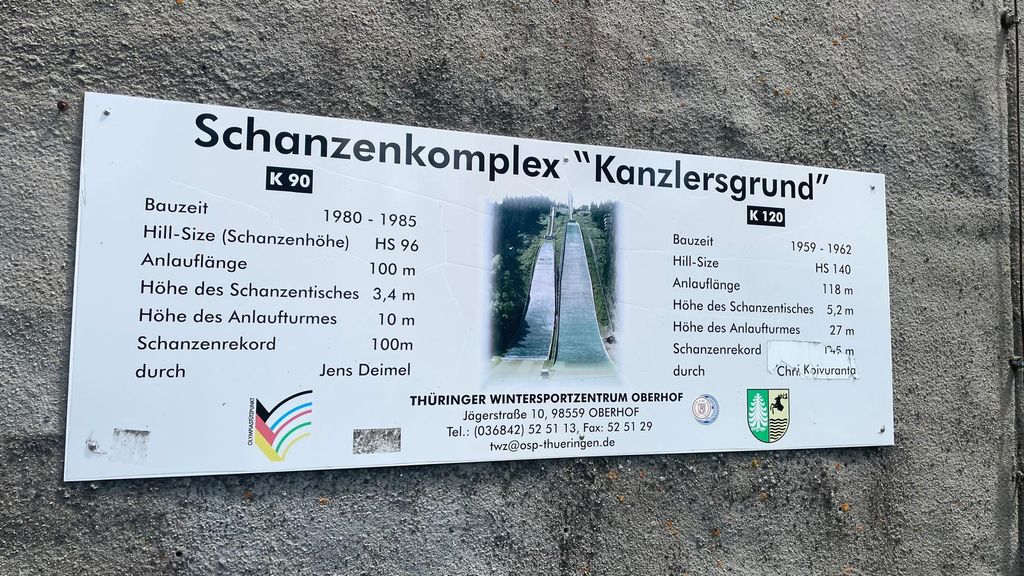 Schanzenkomplex "Kanzlersgrund"
K 90
Bauzeit 1980 - 1985
Hill-Size (Schanzenhöhe) HS 96
Anlauflänge 100 m
Höhe des Schanzentisches 3,4 m
Höhe des Anlaufturmes 10 m
Schanzenrekord 100m
durch Jens Deimel
K 120
Bauzeit 1959 - 1962
Hill-Size HS 140
Anlauflänge 118 m
Höhe des Schanzentisches 5,2 m
Höhe des Anlaufturmes 27 m
Schanzenrekord
durch Koivuranta
OLYMPIASTÜTZPUNKT
THÜRINGER WINTERSPORTZENTRUM OBERHOF
Jägerstraße 10, 98559 OBERHOF
Tel.: (036842) 52 51 13, Fax: 52 51 29
twz@osp-thueringen.de